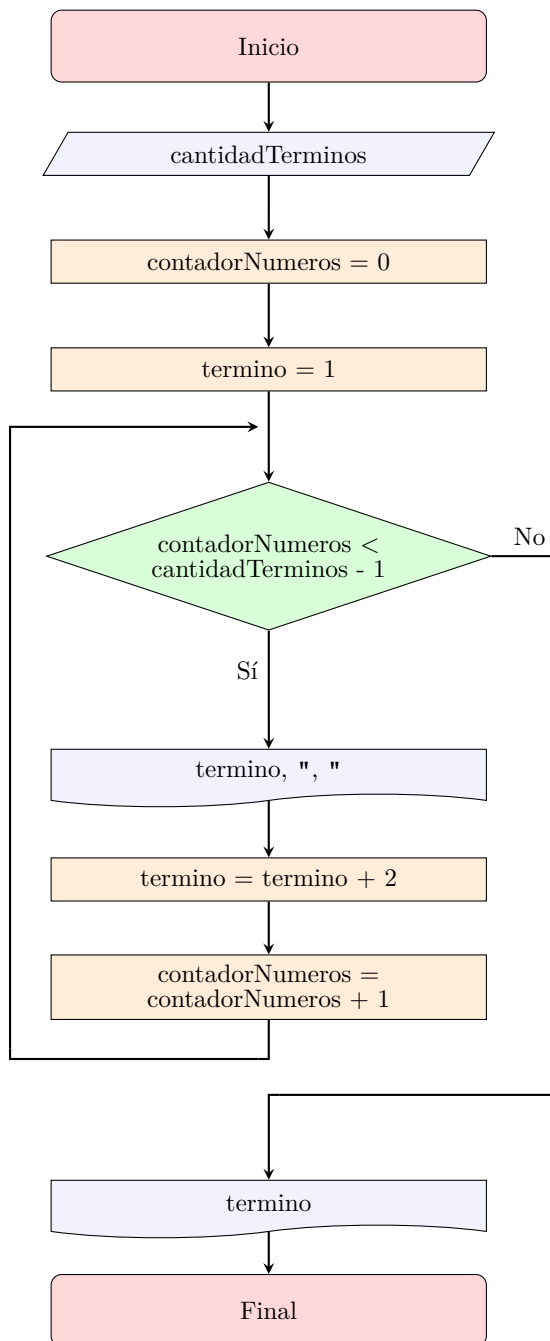 Inicio
cantidadTerminos
contadorNumeros = 0
termino = 1
contadorNumeros <
cantidadTerminos - 1
No
Sí
termino, ", "
termino = termino + 2
contadorNumeros =
contadorNumeros + 1
termino
Final